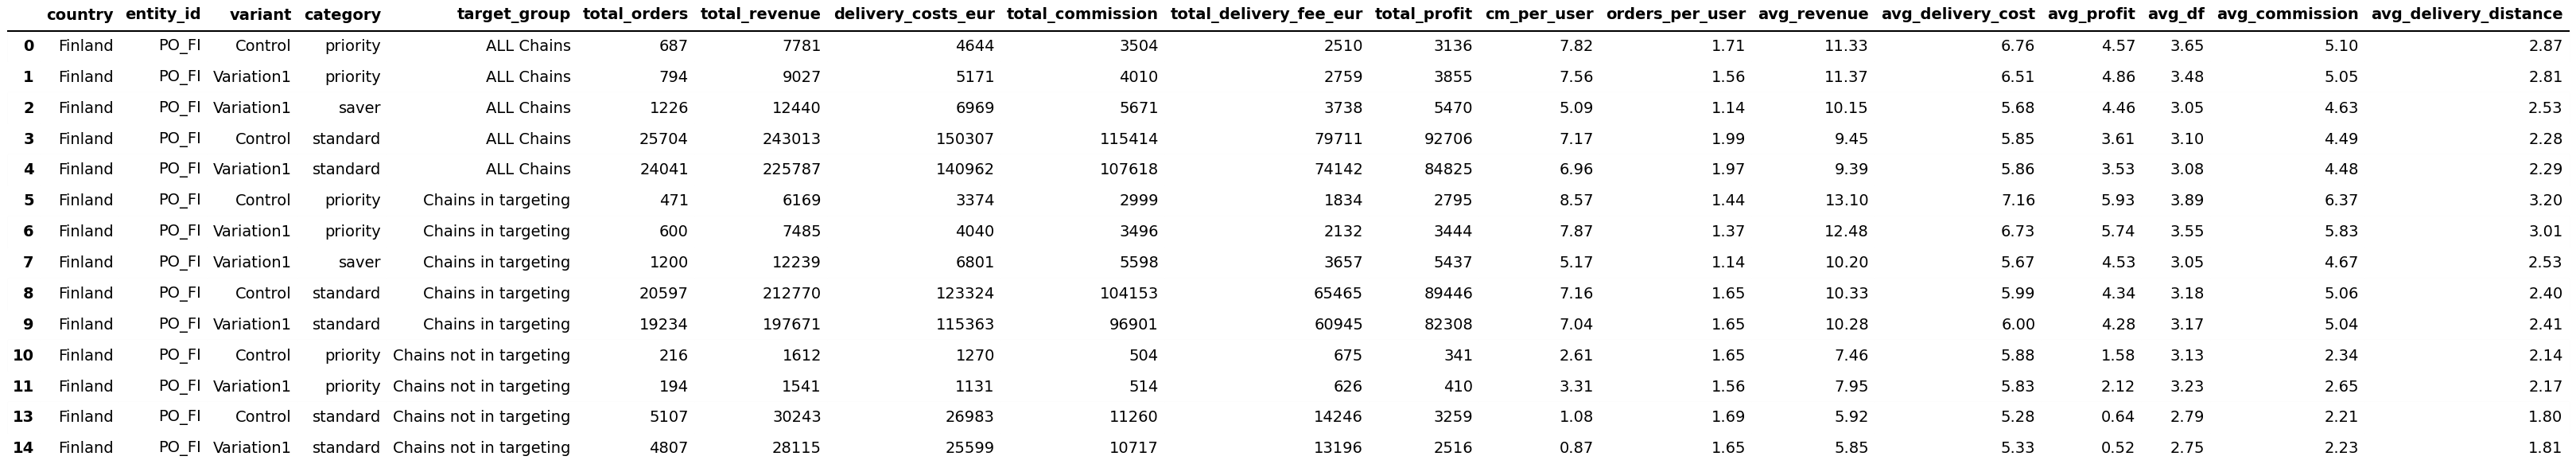 country entity_id variant category target_group total_orders total_revenue delivery_costs_eur total_commission total_delivery_fee_eur total_profit cm_per_user orders_per_user avg_revenue avg_delivery_cost avg_profit avg_df avg_commission avg_delivery_distance
0 Finland PO_FI Control priority ALL Chains 687 7781 4644 3504 2510 3136 7.82 1.71 11.33 6.76 4.57 3.65 5.10 2.87
1 Finland PO_FI Variation1 priority ALL Chains 794 9027 5171 4010 2759 3855 7.56 1.56 11.37 6.51 4.86 3.48 5.05 2.81
2 Finland PO_FI Variation1 saver ALL Chains 1226 12440 6969 5671 3738 5470 5.09 1.14 10.15 5.68 4.46 3.05 4.63 2.53
3 Finland PO_FI Control standard ALL Chains 25704 243013 150307 115414 79711 92706 7.17 1.99 9.45 5.85 3.61 3.10 4.49 2.28
4 Finland PO_FI Variation1 standard ALL Chains 24041 225787 140962 107618 74142 84825 6.96 1.97 9.39 5.86 3.53 3.08 4.48 2.29
5 Finland PO_FI Control priority Chains in targeting 471 6169 3374 2999 1834 2795 8.57 1.44 13.10 7.16 5.93 3.89 6.37 3.20
6 Finland PO_FI Variation1 priority Chains in targeting 600 7485 4040 3496 2132 3444 7.87 1.37 12.48 6.73 5.74 3.55 5.83 3.01
7 Finland PO_FI Variation1 saver Chains in targeting 1200 12239 6801 5598 3657 5437 5.17 1.14 10.20 5.67 4.53 3.05 4.67 2.53
8 Finland PO_FI Control standard Chains in targeting 20597 212770 123324 104153 65465 89446 7.16 1.65 10.33 5.99 4.34 3.18 5.06 2.40
9 Finland PO_FI Variation1 standard Chains in targeting 19234 197671 115363 96901 60945 82308 7.04 1.65 10.28 6.00 4.28 3.17 5.04 2.41
10 Finland PO_FI Control priority Chains not in targeting 216 1612 1270 504 675 341 2.61 1.65 7.46 5.88 1.58 3.13 2.34 2.14
11 Finland PO_FI Variation1 priority Chains not in targeting 194 1541 1131 514 626 410 3.31 1.56 7.95 5.83 2.12 3.23 2.65 2.17
13 Finland PO_FI Control standard Chains not in targeting 5107 30243 26983 11260 14246 3259 1.08 1.69 5.92 5.28 0.64 2.79 2.21 1.80
14 Finland PO_FI Variation1 standard Chains not in targeting 4807 28115 25599 10717 13196 2516 0.87 1.65 5.85 5.33 0.52 2.75 2.23 1.81